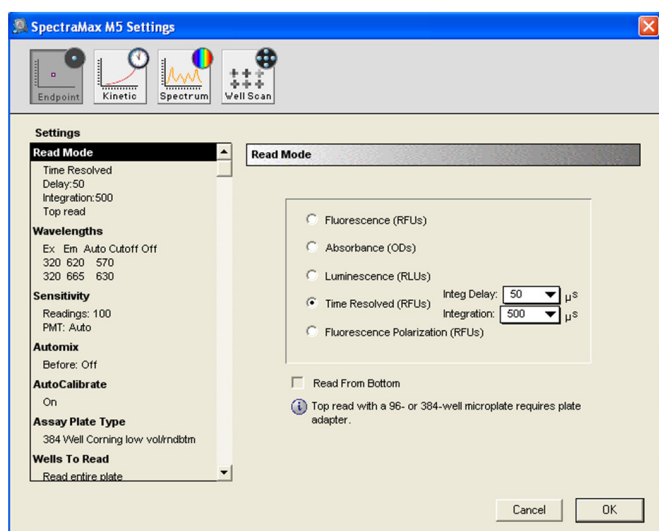 SpectraMax M5 Settings
Endpoint
Kinetic
Spectrum
Well Scan
Settings
Read Mode
Time Resolved
Delay:50
Integration:500
Top read
Wavelengths
Ex Em Auto Cutoff Off
320 620 570
320 665 630
Sensitivity
Readings: 100
PMT: Auto
Automix
Before: Off
AutoCalibrate
On
Assay Plate Type
384 Well Corning low vol/rndbtm
Wells To Read
Read entire plate
Read Mode
Fluorescence (RFUs)
Absorbance (ODs)
Luminescence (RLUs)
Time Resolved (RFUs)
Integ Delay: 50 µs
Integration: 500 µs
Fluorescence Polarization (RFUs)
Read From Bottom
Top read with a 96- or 384-well microplate requires plate
adapter.
Cancel
OK